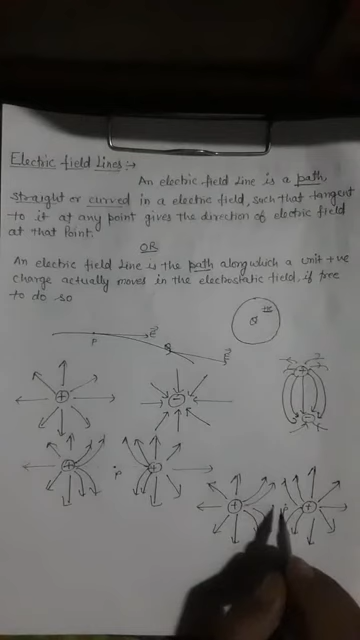 Electric field Lines :→
An electric field Line is a path,
straight or curved in a electric field, such that tangent
to it at any point gives the direction of electric field
at that point.
OR
An electric field Line is the path along which a unit +ve
charge actually moves in the electrostatic field, if free
to do so
P
E
E
Q
+
-
+
-
+
P
+
+
P
+